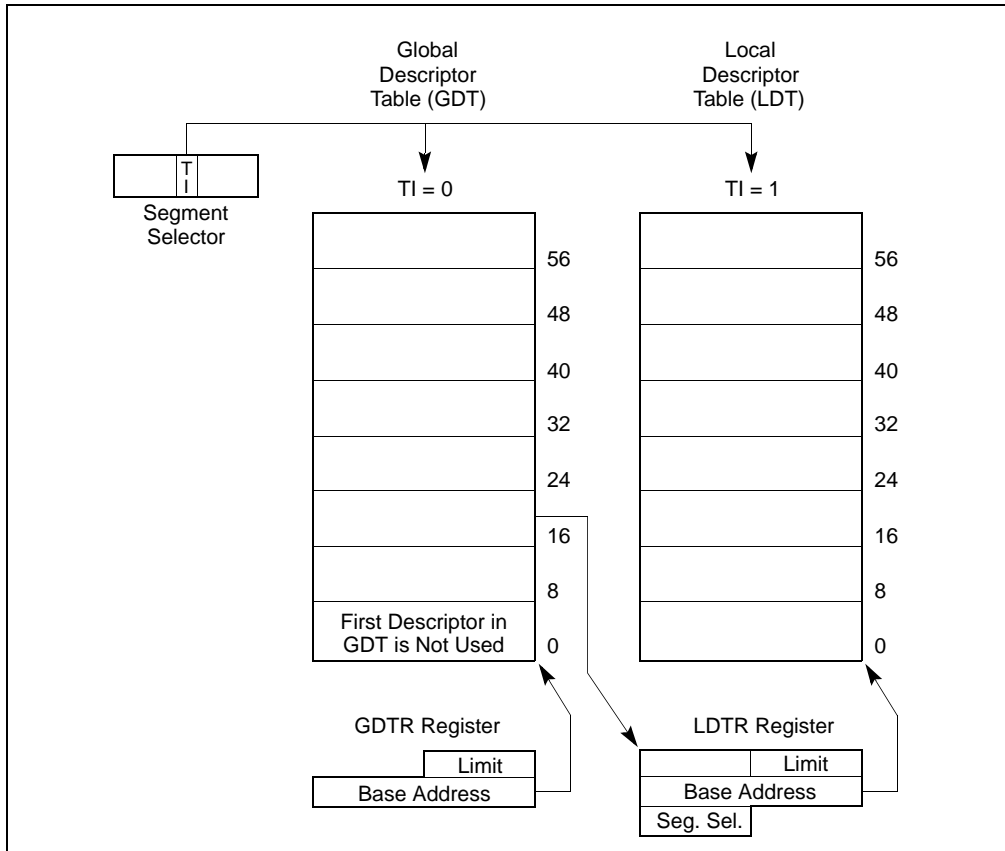 Global
Descriptor
Table (GDT)
Local
Descriptor
Table (LDT)
T
I
Segment
Selector
TI = 0
TI = 1
56
48
40
32
24
16
8
0
First Descriptor in
GDT is Not Used
56
48
40
32
24
16
8
0
GDTR Register
Limit
Base Address
LDTR Register
Limit
Base Address
Seg. Sel.